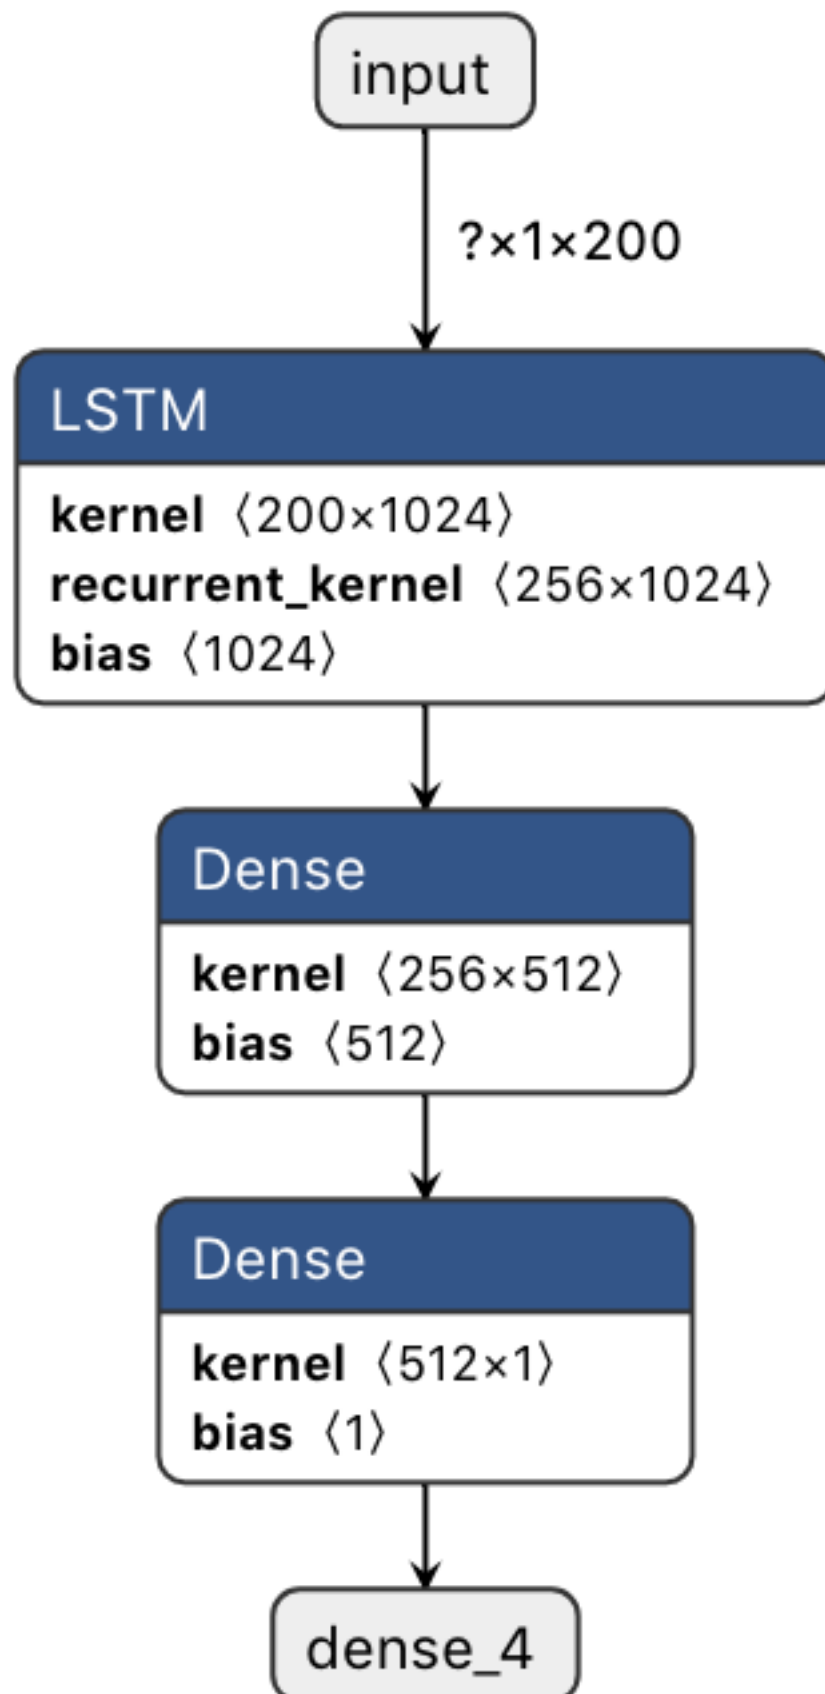 input
?×1×200
LSTM
kernel ⟨200×1024⟩
recurrent_kernel ⟨256×1024⟩
bias ⟨1024⟩
Dense
kernel ⟨256×512⟩
bias ⟨512⟩
Dense
kernel ⟨512×1⟩
bias ⟨1⟩
dense_4